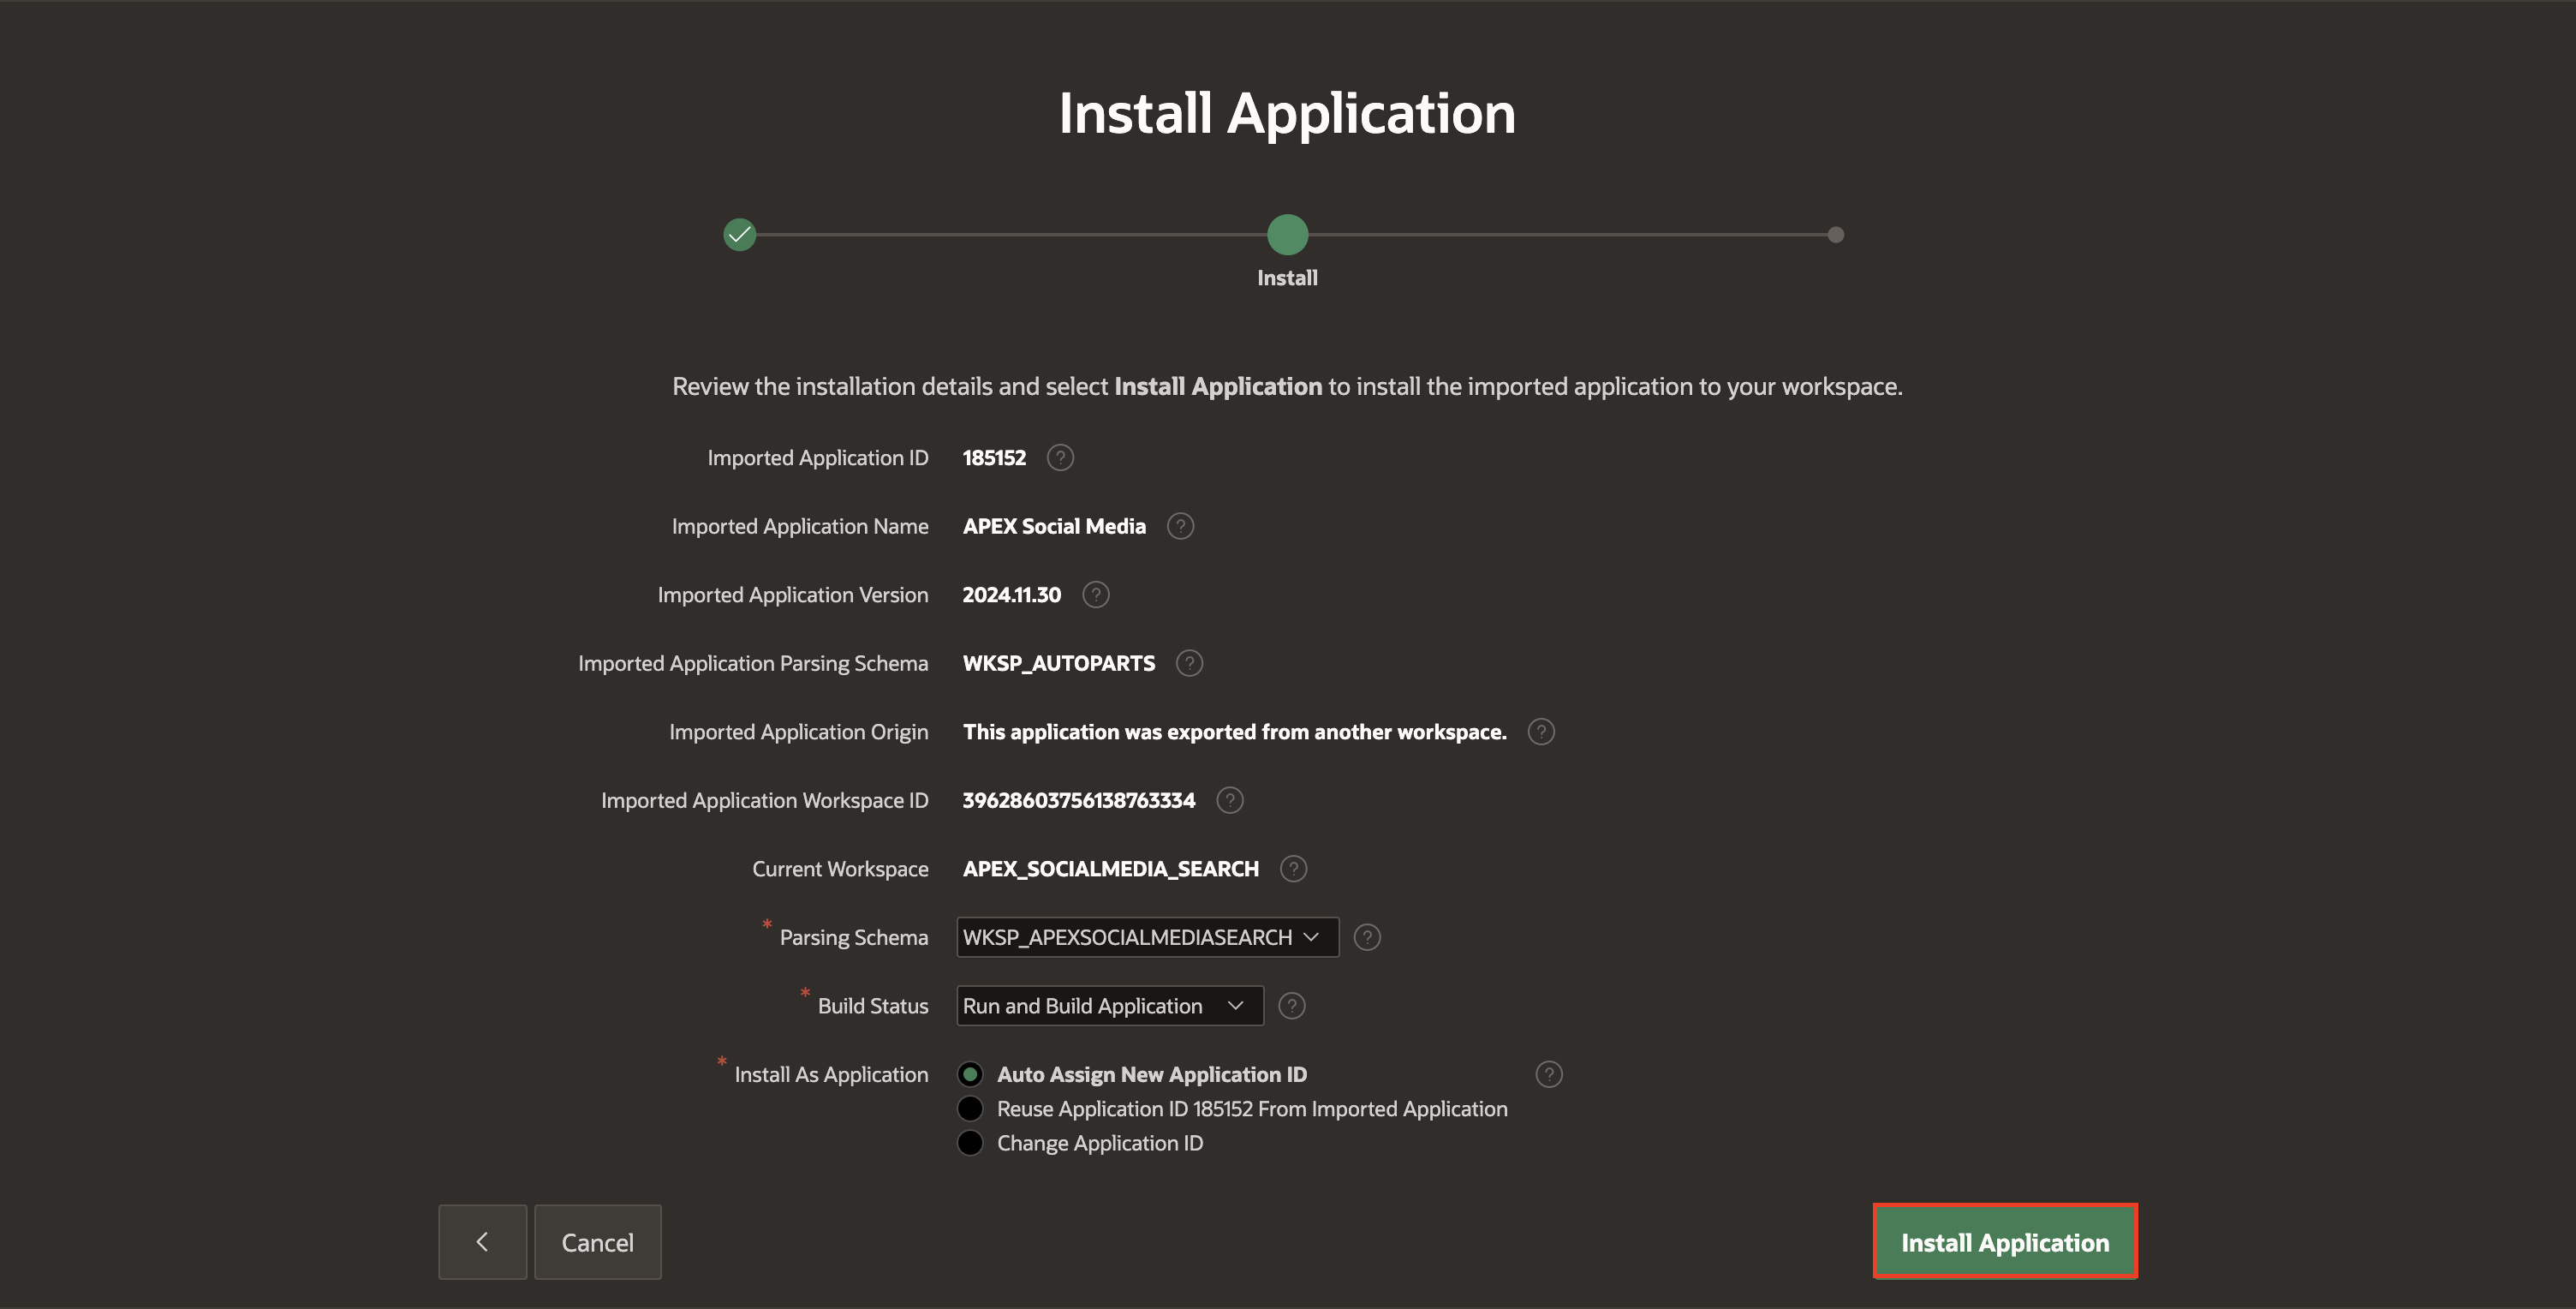 Install Application
Install
Review the installation details and select Install Application to install the imported application to your workspace.
Imported Application ID 185152 ?
Imported Application Name APEX Social Media ?
Imported Application Version 2024.11.30 ?
Imported Application Parsing Schema WKSP_AUTOPARTS ?
Imported Application Origin This application was exported from another workspace. ?
Imported Application Workspace ID 39628603756138763334 ?
Current Workspace APEX_SOCIALMEDIA_SEARCH ?
* Parsing Schema WKSP_APEXSOCIALMEDIASEARCH ?
* Build Status Run and Build Application ?
* Install As Application Auto Assign New Application ID ?
Reuse Application ID 185152 From Imported Application
Change Application ID
Cancel Install Application